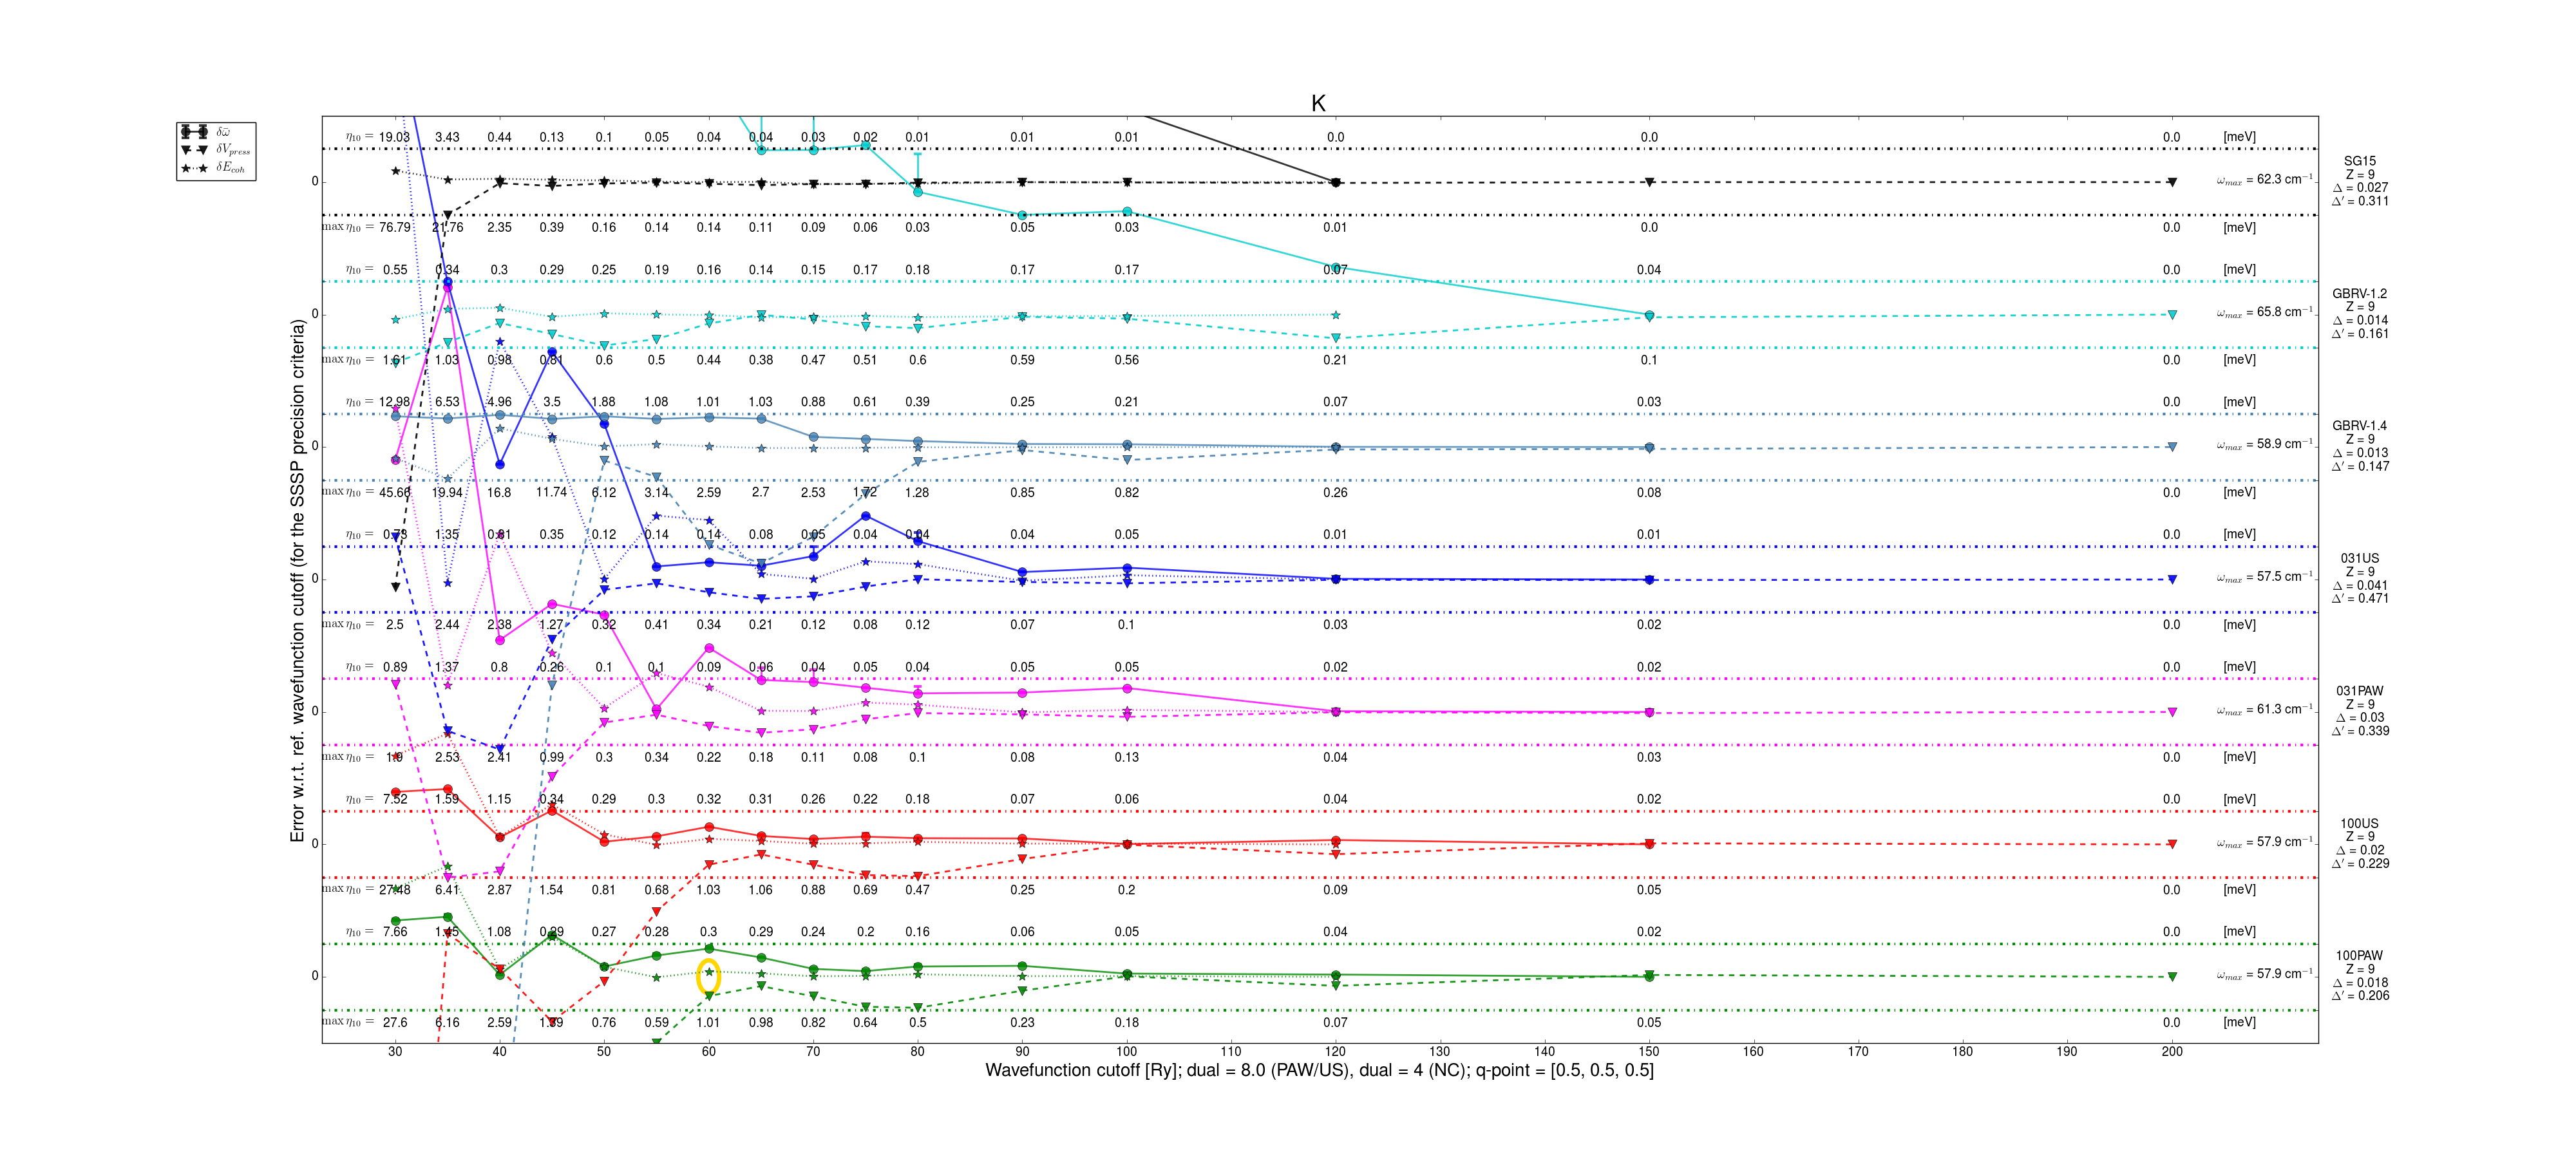 K
δω̄
δV_press
δE_coh
Error w.r.t. ref. wavefunction cutoff (for the SSSP precision criteria)
η₁₀ = 19.03 3.43 0.44 0.13 0.1 0.05 0.04 0.04 0.03 0.02 0.01 0.01 0.01 0.0 0.0 0.0 [meV]
0
ω_max = 62.3 cm⁻¹
SG15
Z = 9
Δ = 0.027
Δ′ = 0.311
max η₁₀ = 76.79 21.76 2.35 0.39 0.16 0.14 0.14 0.11 0.09 0.06 0.03 0.05 0.03 0.01 0.0 0.0 [meV]
η₁₀ = 0.55 0.34 0.3 0.29 0.25 0.19 0.16 0.14 0.15 0.17 0.18 0.17 0.17 0.07 0.04 0.0 [meV]
0
ω_max = 65.8 cm⁻¹
GBRV-1.2
Z = 9
Δ = 0.014
Δ′ = 0.161
max η₁₀ = 1.61 1.03 0.98 0.81 0.6 0.5 0.44 0.38 0.47 0.51 0.6 0.59 0.56 0.21 0.1 0.0 [meV]
η₁₀ = 12.98 6.53 4.96 3.5 1.88 1.08 1.01 1.03 0.88 0.61 0.39 0.25 0.21 0.07 0.03 0.0 [meV]
0
ω_max = 58.9 cm⁻¹
GBRV-1.4
Z = 9
Δ = 0.013
Δ′ = 0.147
max η₁₀ = 45.66 19.94 16.8 11.74 6.12 3.14 2.59 2.7 2.53 1.72 1.28 0.85 0.82 0.26 0.08 0.0 [meV]
η₁₀ = 0.73 1.35 0.81 0.35 0.12 0.14 0.14 0.08 0.05 0.04 0.04 0.04 0.05 0.01 0.01 0.0 [meV]
0
ω_max = 57.5 cm⁻¹
031US
Z = 9
Δ = 0.041
Δ′ = 0.471
max η₁₀ = 2.5 2.44 2.38 1.27 0.32 0.41 0.34 0.21 0.12 0.08 0.12 0.07 0.1 0.03 0.02 0.0 [meV]
η₁₀ = 0.89 1.37 0.8 0.26 0.1 0.1 0.09 0.06 0.04 0.05 0.04 0.05 0.05 0.02 0.02 0.0 [meV]
0
ω_max = 61.3 cm⁻¹
031PAW
Z = 9
Δ = 0.03
Δ′ = 0.339
max η₁₀ = 1.9 2.53 2.41 0.99 0.3 0.34 0.22 0.18 0.11 0.08 0.1 0.08 0.13 0.04 0.03 0.0 [meV]
η₁₀ = 7.52 1.59 1.15 0.34 0.29 0.3 0.32 0.31 0.26 0.22 0.18 0.07 0.06 0.04 0.02 0.0 [meV]
0
ω_max = 57.9 cm⁻¹
100US
Z = 9
Δ = 0.02
Δ′ = 0.229
max η₁₀ = 27.48 6.41 2.87 1.54 0.81 0.68 1.03 1.06 0.88 0.69 0.47 0.25 0.2 0.09 0.05 0.0 [meV]
η₁₀ = 7.66 1.08 0.27 0.28 0.3 0.29 0.24 0.2 0.16 0.06 0.05 0.04 0.02 0.0 [meV]
0
ω_max = 57.9 cm⁻¹
100PAW
Z = 9
Δ = 0.018
Δ′ = 0.206
max η₁₀ = 27.6 6.16 2.59 0.76 0.59 1.01 0.98 0.82 0.64 0.5 0.23 0.18 0.07 0.05 0.0 [meV]
30 40 50 60 70 80 90 100 110 120 130 140 150 160 170 180 190 200
Wavefunction cutoff [Ry]; dual = 8.0 (PAW/US), dual = 4 (NC); q-point = [0.5, 0.5, 0.5]